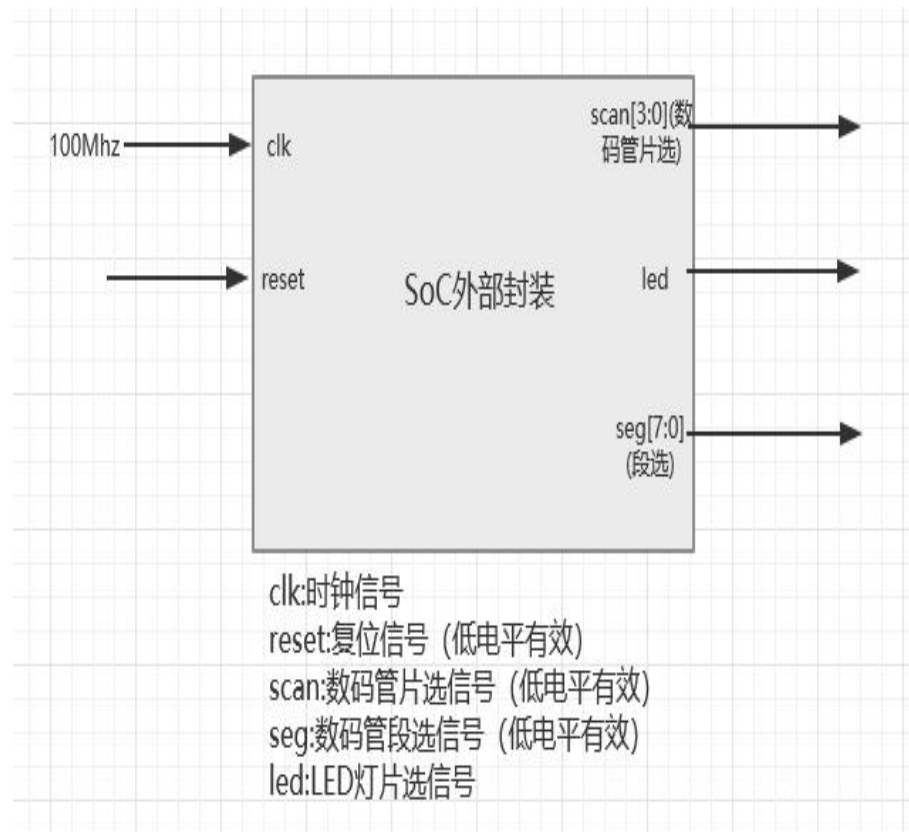 100Mhz
clk
scan[3:0](数
码管片选)
reset
SoC外部封装
led
seg[7:0]
(段选)
clk:时钟信号
reset:复位信号（低电平有效）
scan:数码管片选信号（低电平有效）
seg:数码管段选信号（低电平有效）
led:LED灯片选信号